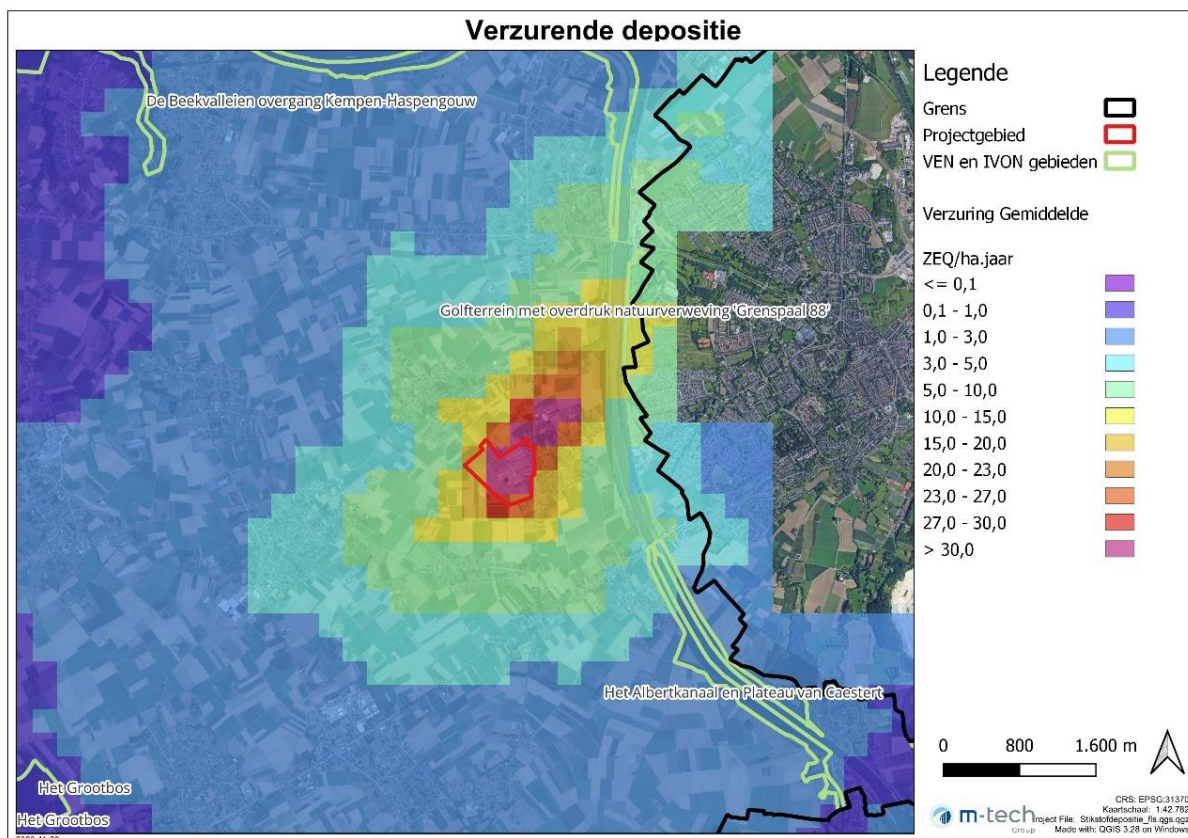 Verzurende depositie
De Beekvalleien overgang Kempen-Haspengouw
Golfterrein met overdruk natuurverweving 'Grenspaal 88'
Het Albertkanaal en Plateau van Caestert
Het Grootbos
Het Grootbos
Legende
Grens
Projectgebied
VEN en IVON gebieden
Verzuring Gemiddelde
ZEQ/ha.jaar
<= 0,1
0,1 - 1,0
1,0 - 3,0
3,0 - 5,0
5,0 - 10,0
10,0 - 15,0
15,0 - 20,0
20,0 - 23,0
23,0 - 27,0
27,0 - 30,0
> 30,0
0 800 1.600 m
CRS: EPSG:31370
Kaartschaal: 1:42.782
Project File: Stikstofdepositie_fls.qgs.qgz
Made with: QGIS 3.28 on Windows
m-tech
Group